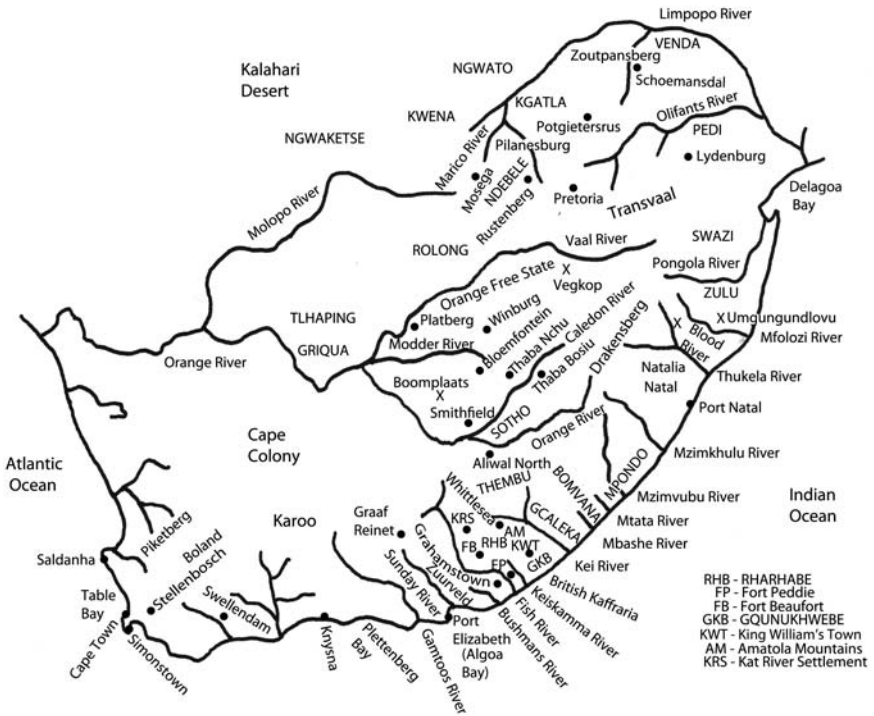 Limpopo River
VENDA
Zoutpansberg
Schoemansdal
Kalahari
Desert
NGWATO
KGATLA
KWENA
Olifants River
Potgietersrus
PEDI
NGWAKETSE
Marico River
Pilanesburg
Lydenburg
Mosega
NDEBELE
Rustenberg
Pretoria
Transvaal
Delagoa
Bay
Molopo River
ROLONG
Vaal River
SWAZI
Pongola River
Orange Free State
X
Vegkop
ZULU
TLHAPING
Platberg
Winburg
Caledon River
X Umgungundlovu
X
Blood
River
Mfolozi River
Modder River
Bloemfontein
Thaba Nchu
Thaba Bosiu
Drakensberg
Orange River
GRIQUA
Natalia
Natal
Thukela River
Boomplaats
X
Smithfield
SOTHO
Orange River
Port Natal
Cape
Colony
Aliwal North
Mzimkhulu River
Atlantic
Ocean
THEMBU
BOMVANA
MPONDO
Mzimvubu River
Indian
Ocean
Whittlesea
GCALEKA
Mtata River
Karoo
Graaf
Reinet
KRS
AM
Mbashe River
Piketberg
Boland
FB
RHB
KWT
GKB
Kei River
Saldanha
Grahamstown
FP
British Kaffraria
Table
Bay
Stellenbosch
Swellendam
Zuurveld
Sunday River
Keiskamma River
Fish River
Bushmans River
Cape Town
Simonstown
Knysna
Plettenberg
Bay
Gamtoos River
Port
Elizabeth
(Algoa
Bay)
RHB - RHARHABE
FP - Fort Peddie
FB - Fort Beaufort
GKB - GQUNUKHWEBE
KWT - King William's Town
AM - Amatola Mountains
KRS - Kat River Settlement